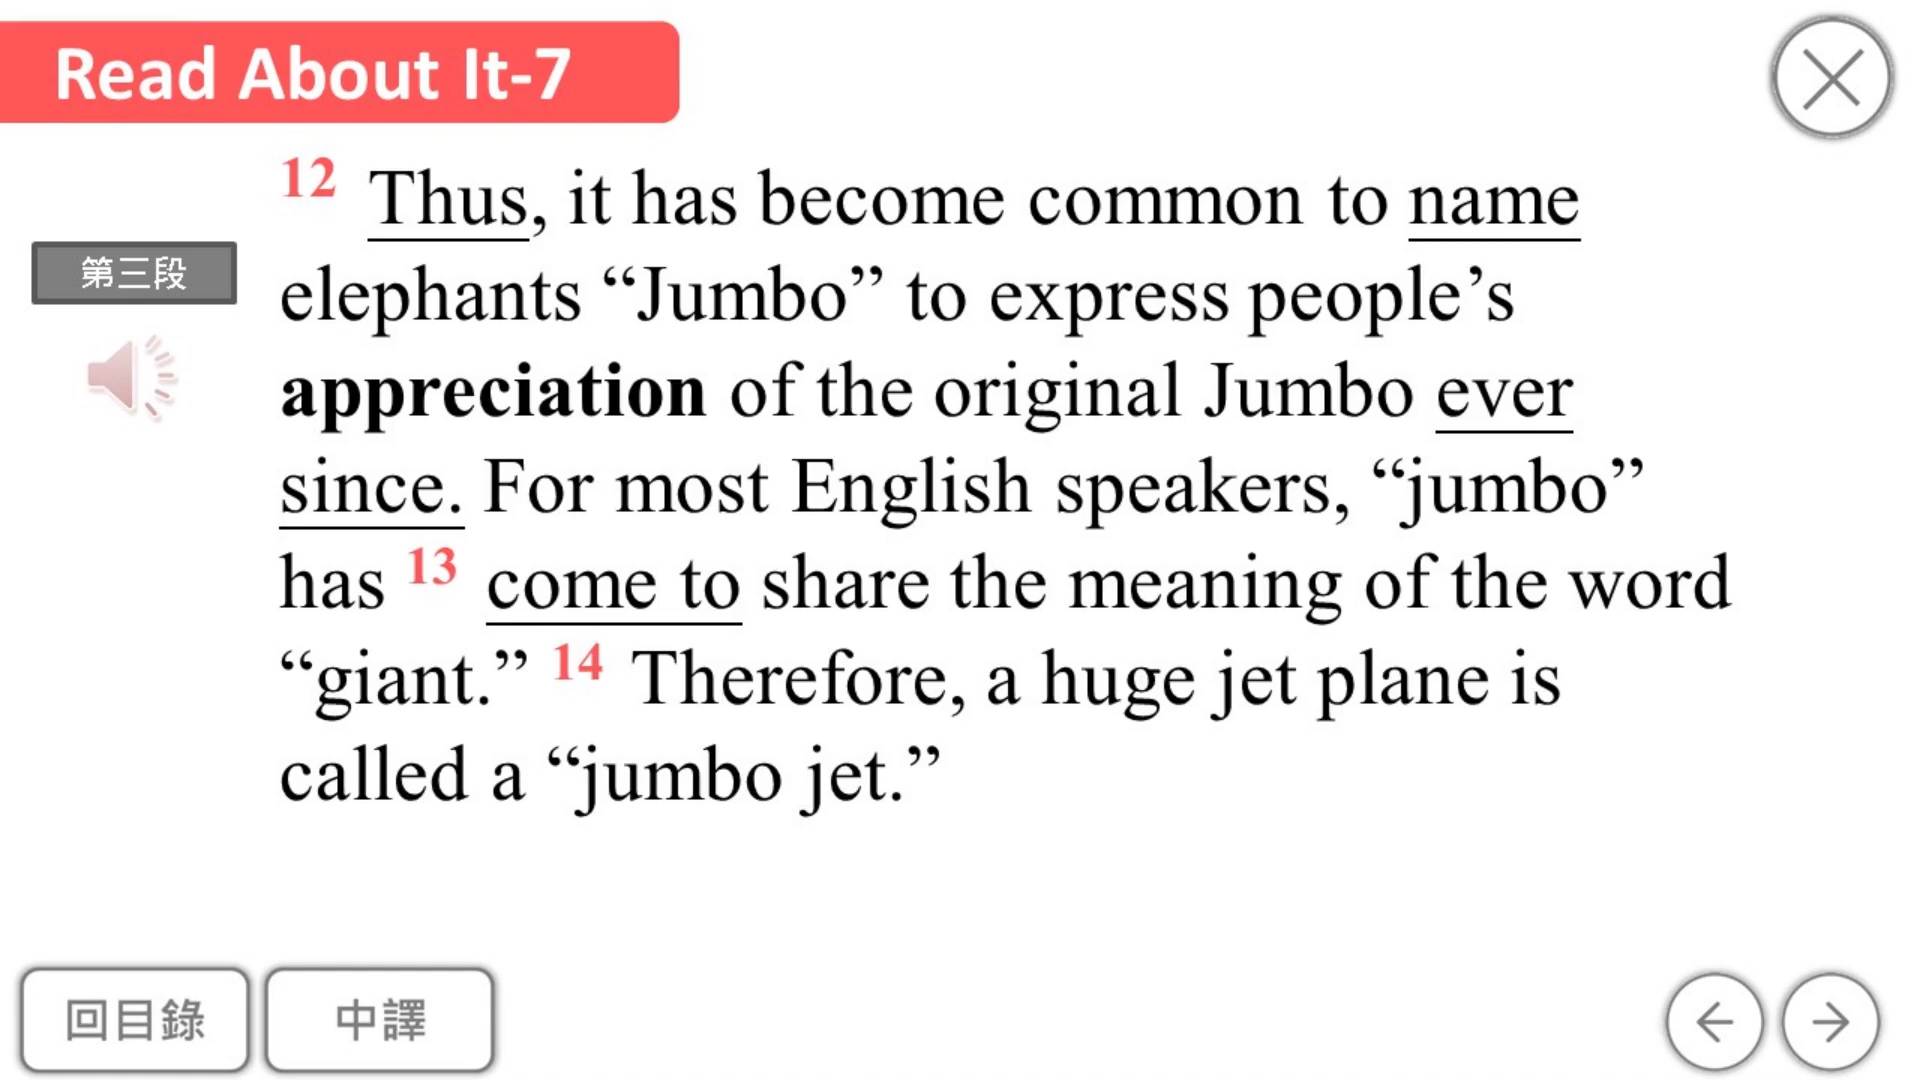 Read About It-7
12 Thus, it has become common to name
第三段
elephants “Jumbo” to express people’s
appreciation of the original Jumbo ever
since. For most English speakers, “jumbo”
has 13 come to share the meaning of the word
“giant.” 14 Therefore, a huge jet plane is
called a “jumbo jet.”
回目錄 中譯